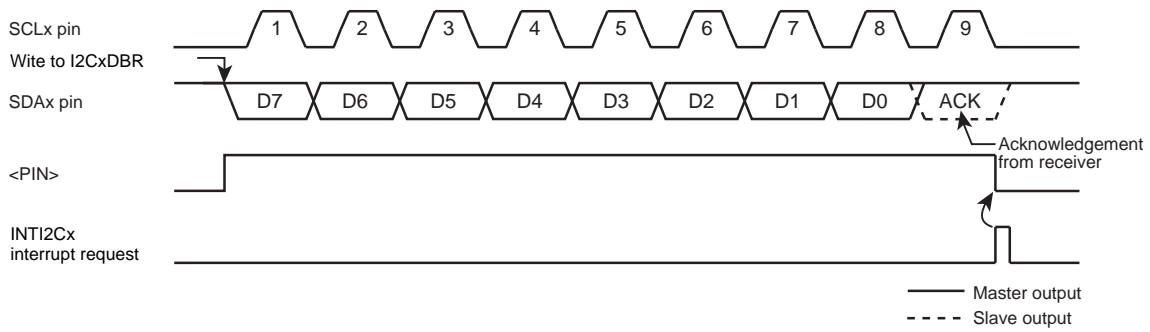 SCLx pin
1 2 3 4 5 6 7 8 9
Wite to I2CxDBR
SDAx pin
D7 D6 D5 D4 D3 D2 D1 D0 ACK
Acknowledgement
from receiver
<PIN>
INTI2Cx
interrupt request
Master output
Slave output